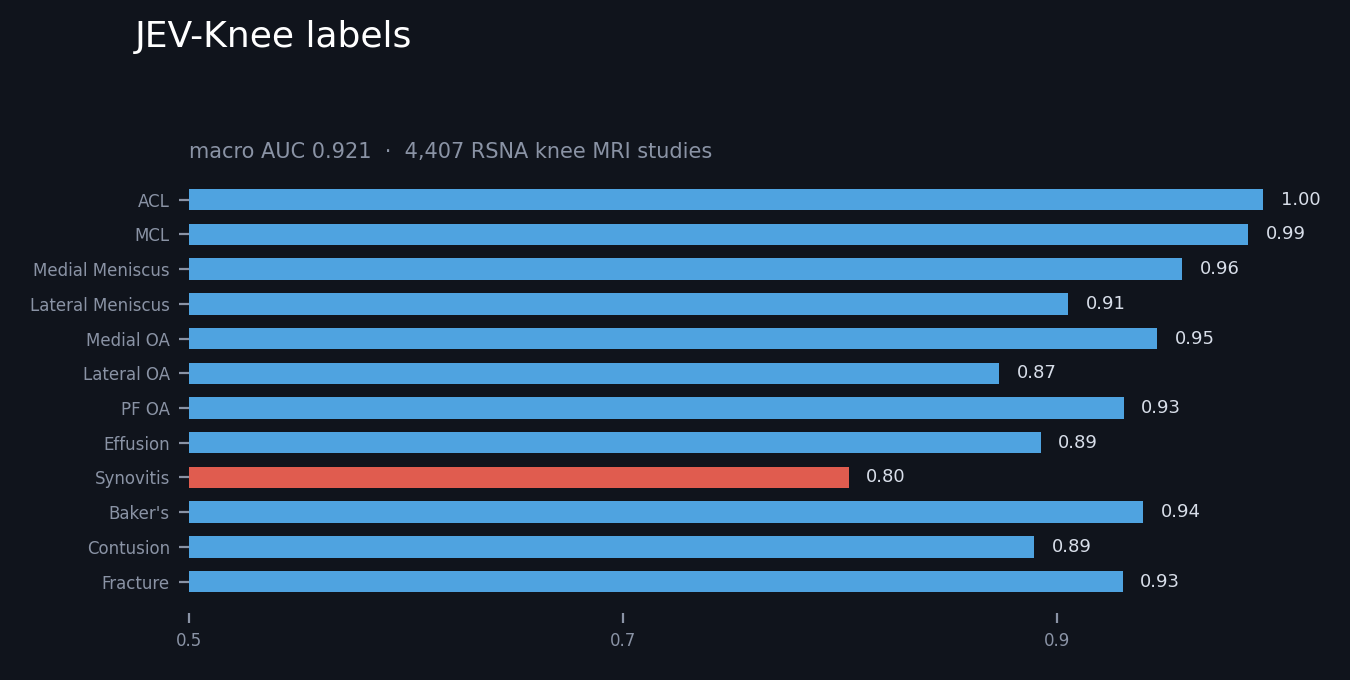 JEV-Knee labels
macro AUC 0.921 · 4,407 RSNA knee MRI studies
ACL 1.00
MCL 0.99
Medial Meniscus 0.96
Lateral Meniscus 0.91
Medial OA 0.95
Lateral OA 0.87
PF OA 0.93
Effusion 0.89
Synovitis 0.80
Baker's 0.94
Contusion 0.89
Fracture 0.93
0.5 0.7 0.9